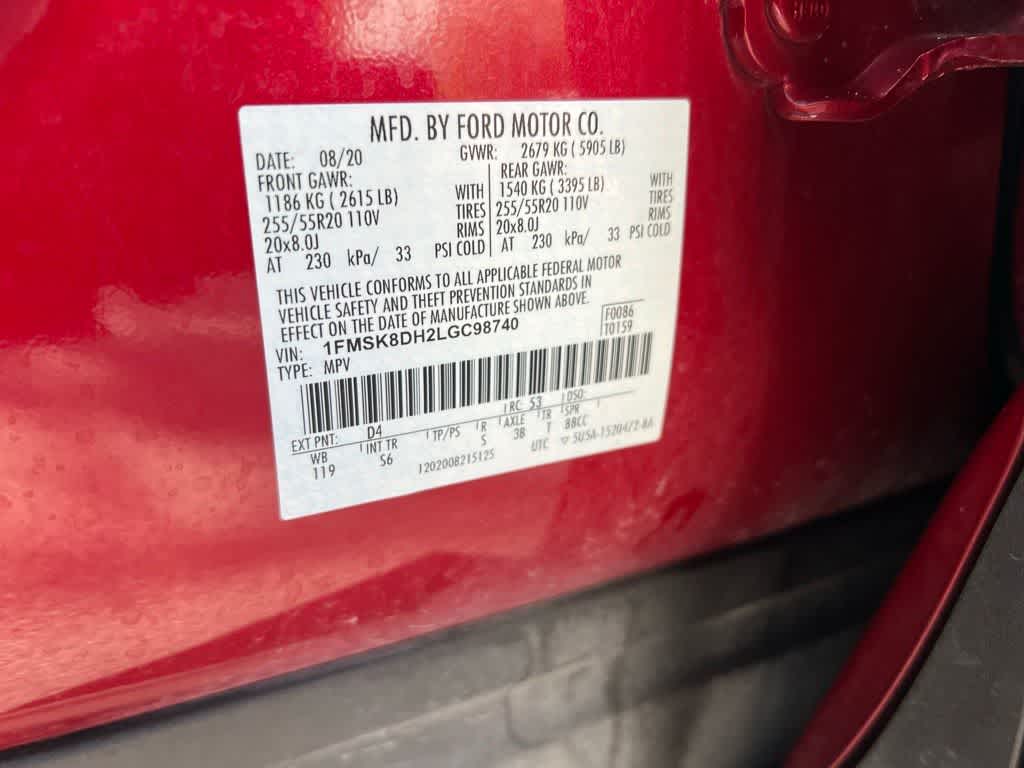 MFD. BY FORD MOTOR CO.
DATE: 08/20 GVWR: 2679 KG ( 5905 LB)
FRONT GAWR: REAR GAWR:
1186 KG ( 2615 LB) WITH 1540 KG ( 3395 LB) WITH
255/55R20 110V TIRES 255/55R20 110V TIRES
20x8.0J RIMS 20x8.0J RIMS
AT 230 kPa/ 33 PSI COLD AT 230 kPa/ 33 PSI COLD
THIS VEHICLE CONFORMS TO ALL APPLICABLE FEDERAL MOTOR
VEHICLE SAFETY AND THEFT PREVENTION STANDARDS IN
EFFECT ON THE DATE OF MANUFACTURE SHOWN ABOVE.
VIN: 1FMSK8DH2LGC98740 F0086
TYPE: MPV T0159
EXT PNT: D4 RC: 53 DSO:
WB INT TR TP/PS R AXLE TR SPR
119 S6 S 3B T BBCC
1202008215125 UTC 5U5A-15204/2-BA